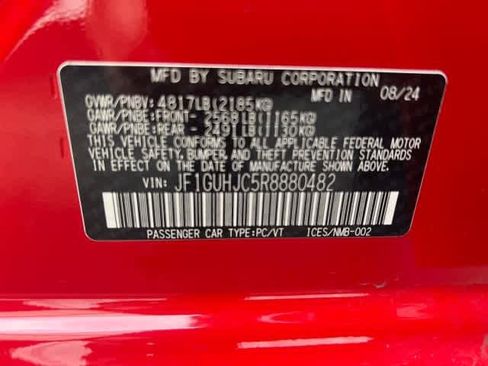 MFD BY SUBARU CORPORATION 08/24
GVWR/PNBV: 4817LB(2185KG)
GAWR/PNBE:FRONT- 2568LB(1165KG)
GAWR/PNBE:REAR - 2491LB(1130KG)
THIS VEHICLE CONFORMS TO ALL APPLICABLE FEDERAL MOTOR
VEHICLE SAFETY, BUMPER, AND THEFT PREVENTION STANDARDS
IN EFFECT ON THE DATE OF MANUFACTURE SHOWN ABOVE.
VIN: JF1GUHJC5R8880482
PASSENGER CAR TYPE:PC/VT ICES/NMB-002